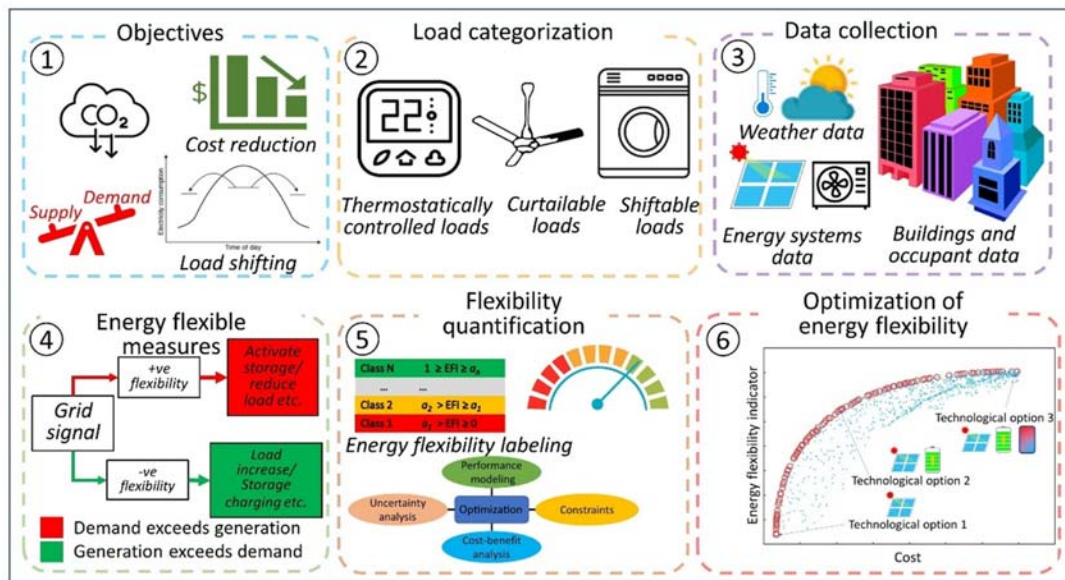 1
Objectives
CO2
$
Cost reduction
Supply
Demand
Electricity consumption
Time of day
Load shifting
2
Load categorization
22
Thermostatically
controlled loads
Curtailable
loads
Shiftable
loads
3
Data collection
Weather data
Energy systems
data
Buildings and
occupant data
4
Energy flexible
measures
Grid
signal
+ve
flexibility
Activate
storage/
reduce
load etc.
-ve
flexibility
Load
increase/
Storage
charging etc.
Demand exceeds generation
Generation exceeds demand
5
Flexibility
quantification
Class N 1 ≥ EFI ≥ aₙ
... ...
Class 2 a₂ > EFI ≥ a₁
Class 1 a₁ > EFI ≥ 0
Energy flexibility labeling
Performance
modeling
Uncertainty
analysis
Optimization
Constraints
Cost-benefit
analysis
6
Optimization of
energy flexibility
Energy flexibility indicator
Technological option 3
Technological option 2
Technological option 1
Cost